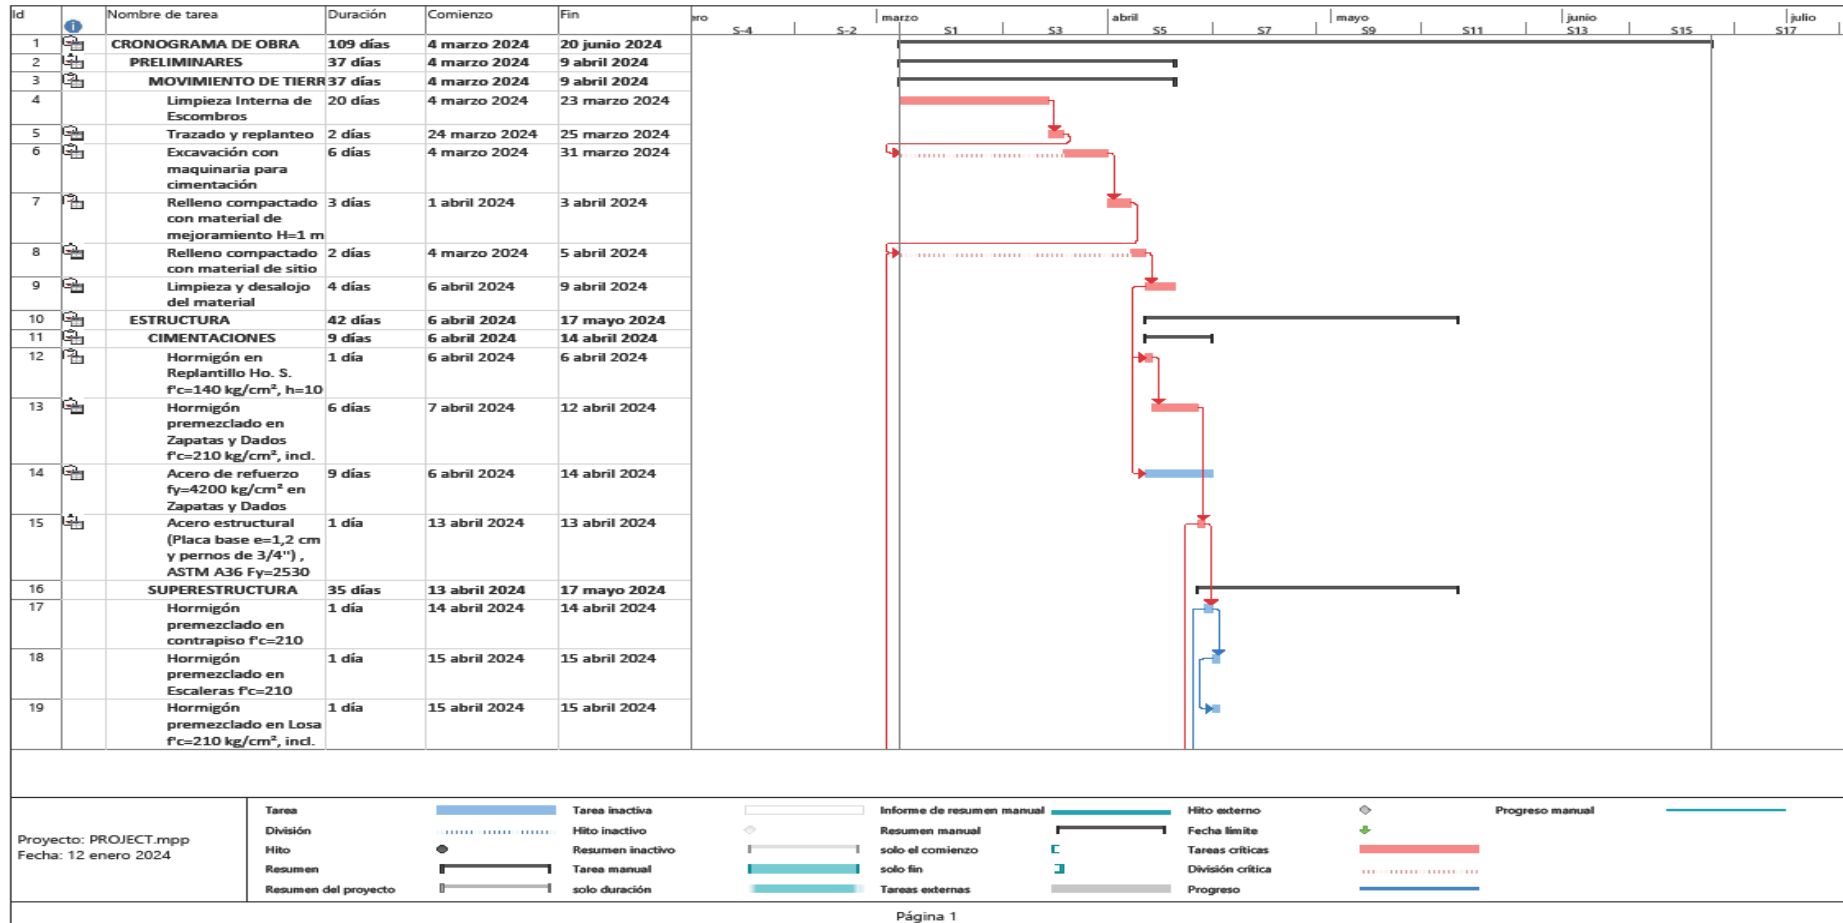 Id Nombre de tarea Duración Comienzo Fin
ero marzo abril mayo junio julio
S-4 S-2 S1 S3 S5 S7 S9 S11 S13 S15 S17
1 CRONOGRAMA DE OBRA 109 días 4 marzo 2024 20 junio 2024
2 PRELIMINARES 37 días 4 marzo 2024 9 abril 2024
3 MOVIMIENTO DE TIERR 37 días 4 marzo 2024 9 abril 2024
4 Limpieza Interna de 20 días 4 marzo 2024 23 marzo 2024
Escombros
5 Trazado y replanteo 2 días 24 marzo 2024 25 marzo 2024
6 Excavación con 6 días 4 marzo 2024 31 marzo 2024
maquinaria para
cimentación
7 Relleno compactado 3 días 1 abril 2024 3 abril 2024
con material de
mejoramiento H=1 m
8 Relleno compactado 2 días 4 marzo 2024 5 abril 2024
con material de sitio
9 Limpieza y desalojo 4 días 6 abril 2024 9 abril 2024
del material
10 ESTRUCTURA 42 días 6 abril 2024 17 mayo 2024
11 CIMENTACIONES 9 días 6 abril 2024 14 abril 2024
12 Hormigón en 1 día 6 abril 2024 6 abril 2024
Replantillo Ho. S.
f'c=140 kg/cm², h=10
13 Hormigón 6 días 7 abril 2024 12 abril 2024
premezclado en
Zapatas y Dados
f'c=210 kg/cm², incl.
14 Acero de refuerzo 9 días 6 abril 2024 14 abril 2024
fy=4200 kg/cm² en
Zapatas y Dados
15 Acero estructural 1 día 13 abril 2024 13 abril 2024
(Placa base e=1,2 cm
y pernos de 3/4") ,
ASTM A36 Fy=2530
16 SUPERESTRUCTURA 35 días 13 abril 2024 17 mayo 2024
17 Hormigón 1 día 14 abril 2024 14 abril 2024
premezclado en
contrapiso f'c=210
18 Hormigón 1 día 15 abril 2024 15 abril 2024
premezclado en
Escaleras f'c=210
19 Hormigón 1 día 15 abril 2024 15 abril 2024
premezclado en Losa
f'c=210 kg/cm², incl.
Proyecto: PROJECT.mpp
Fecha: 12 enero 2024
Tarea Tarea inactiva Informe de resumen manual Hito externo Progreso manual
División Hito inactivo Resumen manual Fecha límite
Hito Resumen inactivo solo el comienzo Tareas críticas
Resumen Tarea manual solo fin División crítica
Resumen del proyecto solo duración Tareas externas Progreso
Página 1